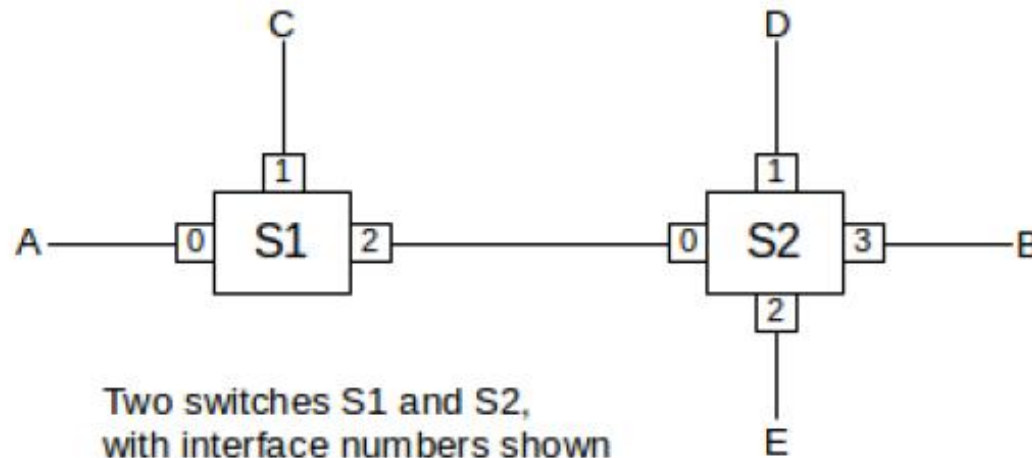 C
D
1
1
A
0
S1
2
0
S2
3
B
2
Two switches S1 and S2,
with interface numbers shown
E